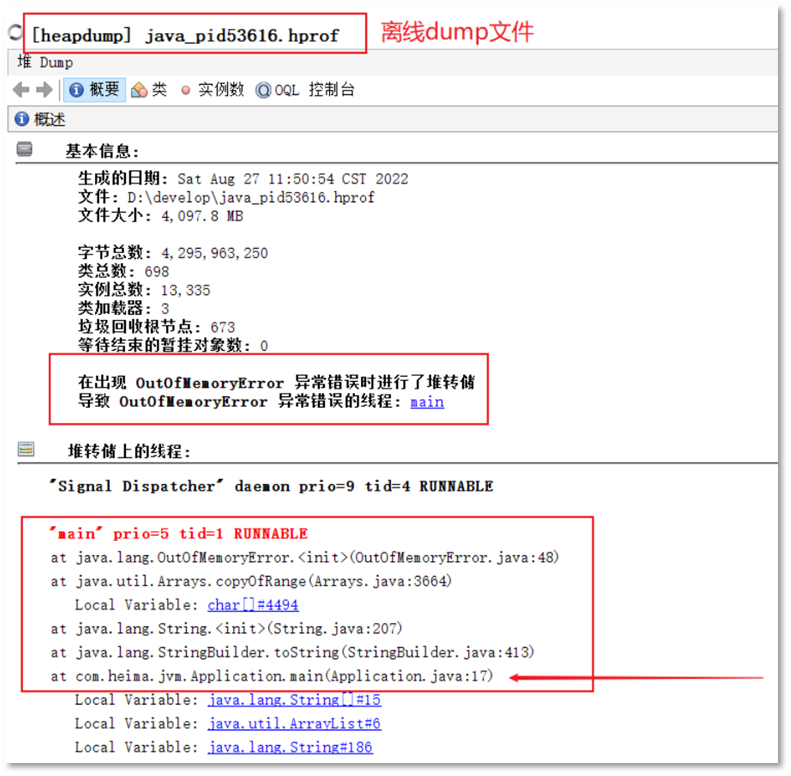 [heapdump] java_pid53616.hprof
离线dump文件
堆 Dump
概要 类 实例数 OQL 控制台
概述
基本信息:
生成的日期: Sat Aug 27 11:50:54 CST 2022
文件: D:\develop\java_pid53616.hprof
文件大小: 4,097.8 MB
字节总数: 4,295,963,250
类总数: 698
实例总数: 13,335
类加载器: 3
垃圾回收根节点: 673
等待结束的暂挂对象数: 0
在出现 OutOfMemoryError 异常错误时进行了堆转储
导致 OutOfMemoryError 异常错误的线程: main
堆转储上的线程:
"Signal Dispatcher" daemon prio=9 tid=4 RUNNABLE
"main" prio=5 tid=1 RUNNABLE
at java.lang.OutOfMemoryError.<init>(OutOfMemoryError.java:48)
at java.util.Arrays.copyOfRange(Arrays.java:3664)
Local Variable: char[]#4494
at java.lang.String.<init>(String.java:207)
at java.lang.StringBuilder.toString(StringBuilder.java:413)
at com.heima.jvm.Application.main(Application.java:17)
Local Variable: java.lang.String[]#15
Local Variable: java.util.ArrayList#6
Local Variable: java.lang.String#186